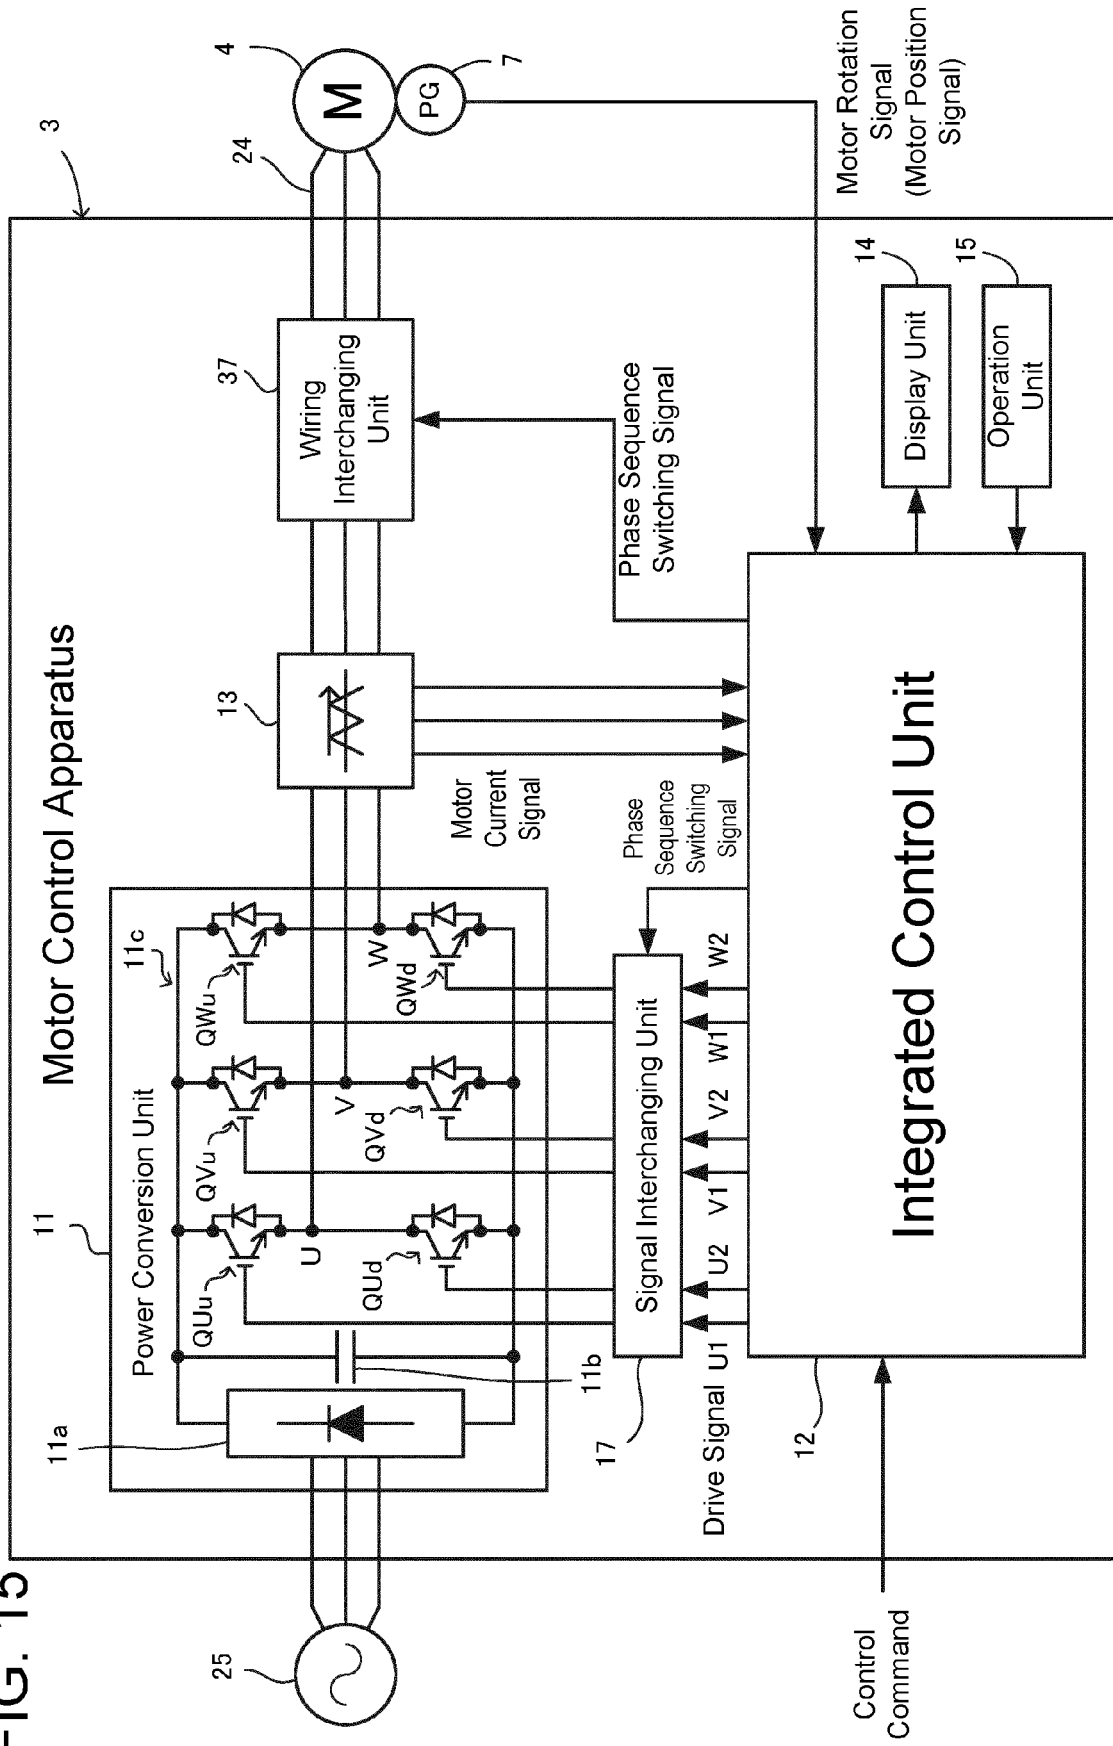 FIG. 15
Motor Control Apparatus
3
11
Power Conversion Unit
11a
11b
11c
QUu
QVu
QWu
QUd
QVd
QWd
U
V
W
25
13
37
Wiring
Interchanging
Unit
24
4
M
PG
7
Motor
Current
Signal
Phase
Sequence
Switching
Signal
Phase Sequence
Switching Signal
17
Signal Interchanging Unit
Drive Signal U1
U2
V1
V2
W1
W2
12
Integrated Control Unit
Control
Command
14
Display Unit
15
Operation
Unit
Motor Rotation
Signal
(Motor Position
Signal)